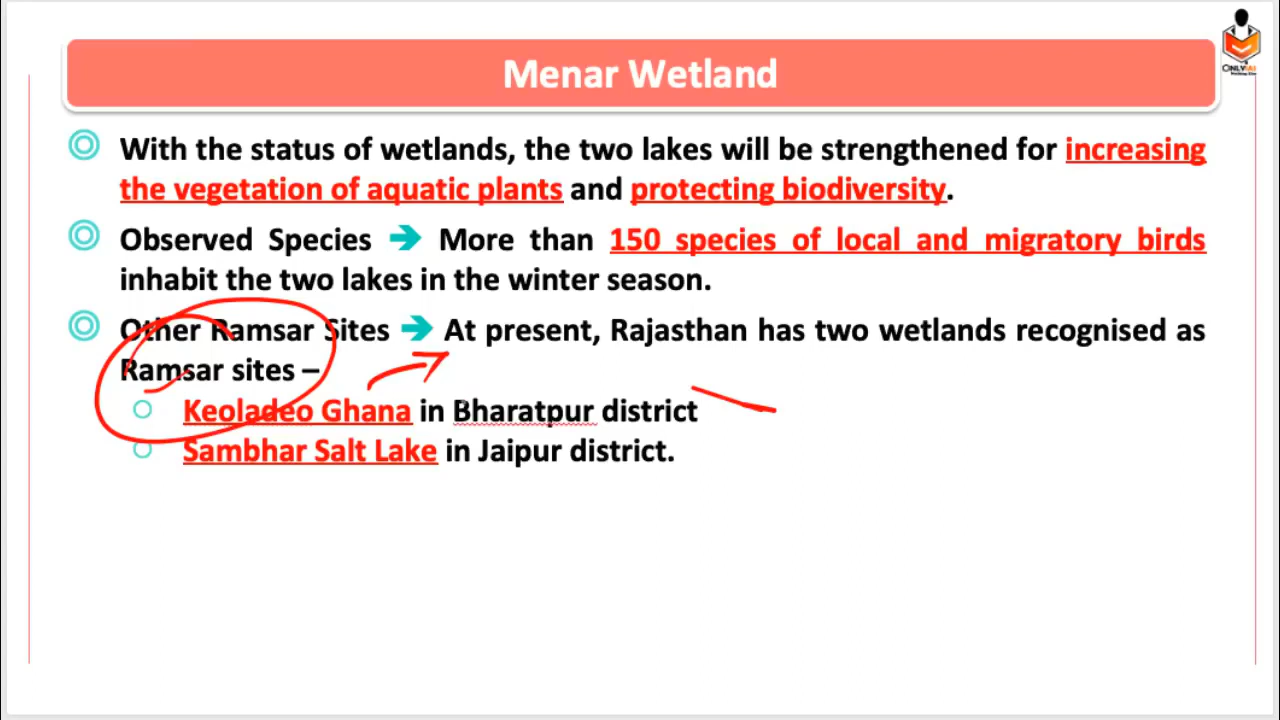 Menar Wetland
With the status of wetlands, the two lakes will be strengthened for increasing
the vegetation of aquatic plants and protecting biodiversity.
Observed Species ➔ More than 150 species of local and migratory birds
inhabit the two lakes in the winter season.
Other Ramsar Sites ➔ At present, Rajasthan has two wetlands recognised as
Ramsar sites –
Keoladeo Ghana in Bharatpur district
Sambhar Salt Lake in Jaipur district.